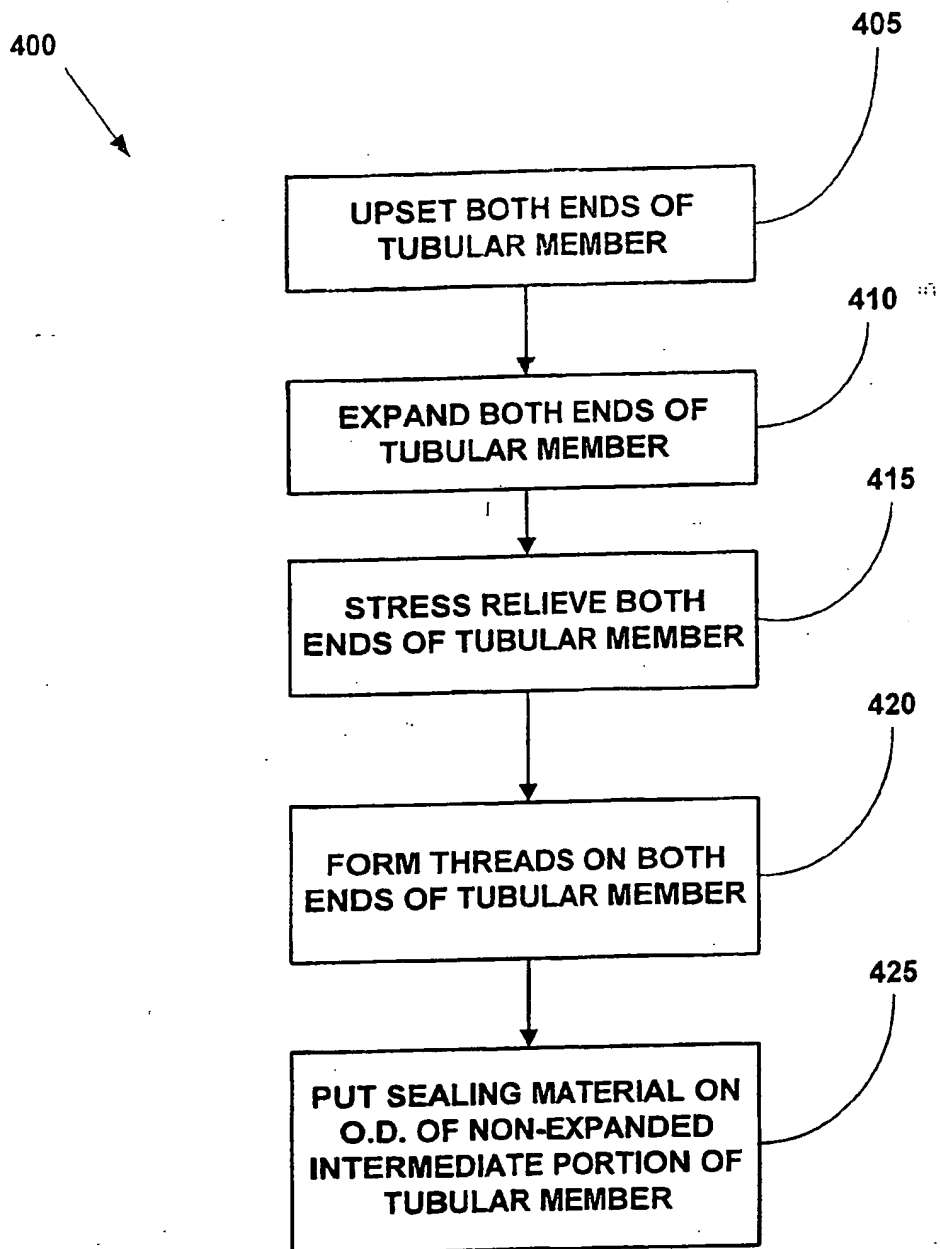 400
405
UPSET BOTH ENDS OF
TUBULAR MEMBER
410
EXPAND BOTH ENDS OF
TUBULAR MEMBER
415
STRESS RELIEVE BOTH
ENDS OF TUBULAR MEMBER
420
FORM THREADS ON BOTH
ENDS OF TUBULAR MEMBER
425
PUT SEALING MATERIAL ON
O.D. OF NON-EXPANDED
INTERMEDIATE PORTION OF
TUBULAR MEMBER